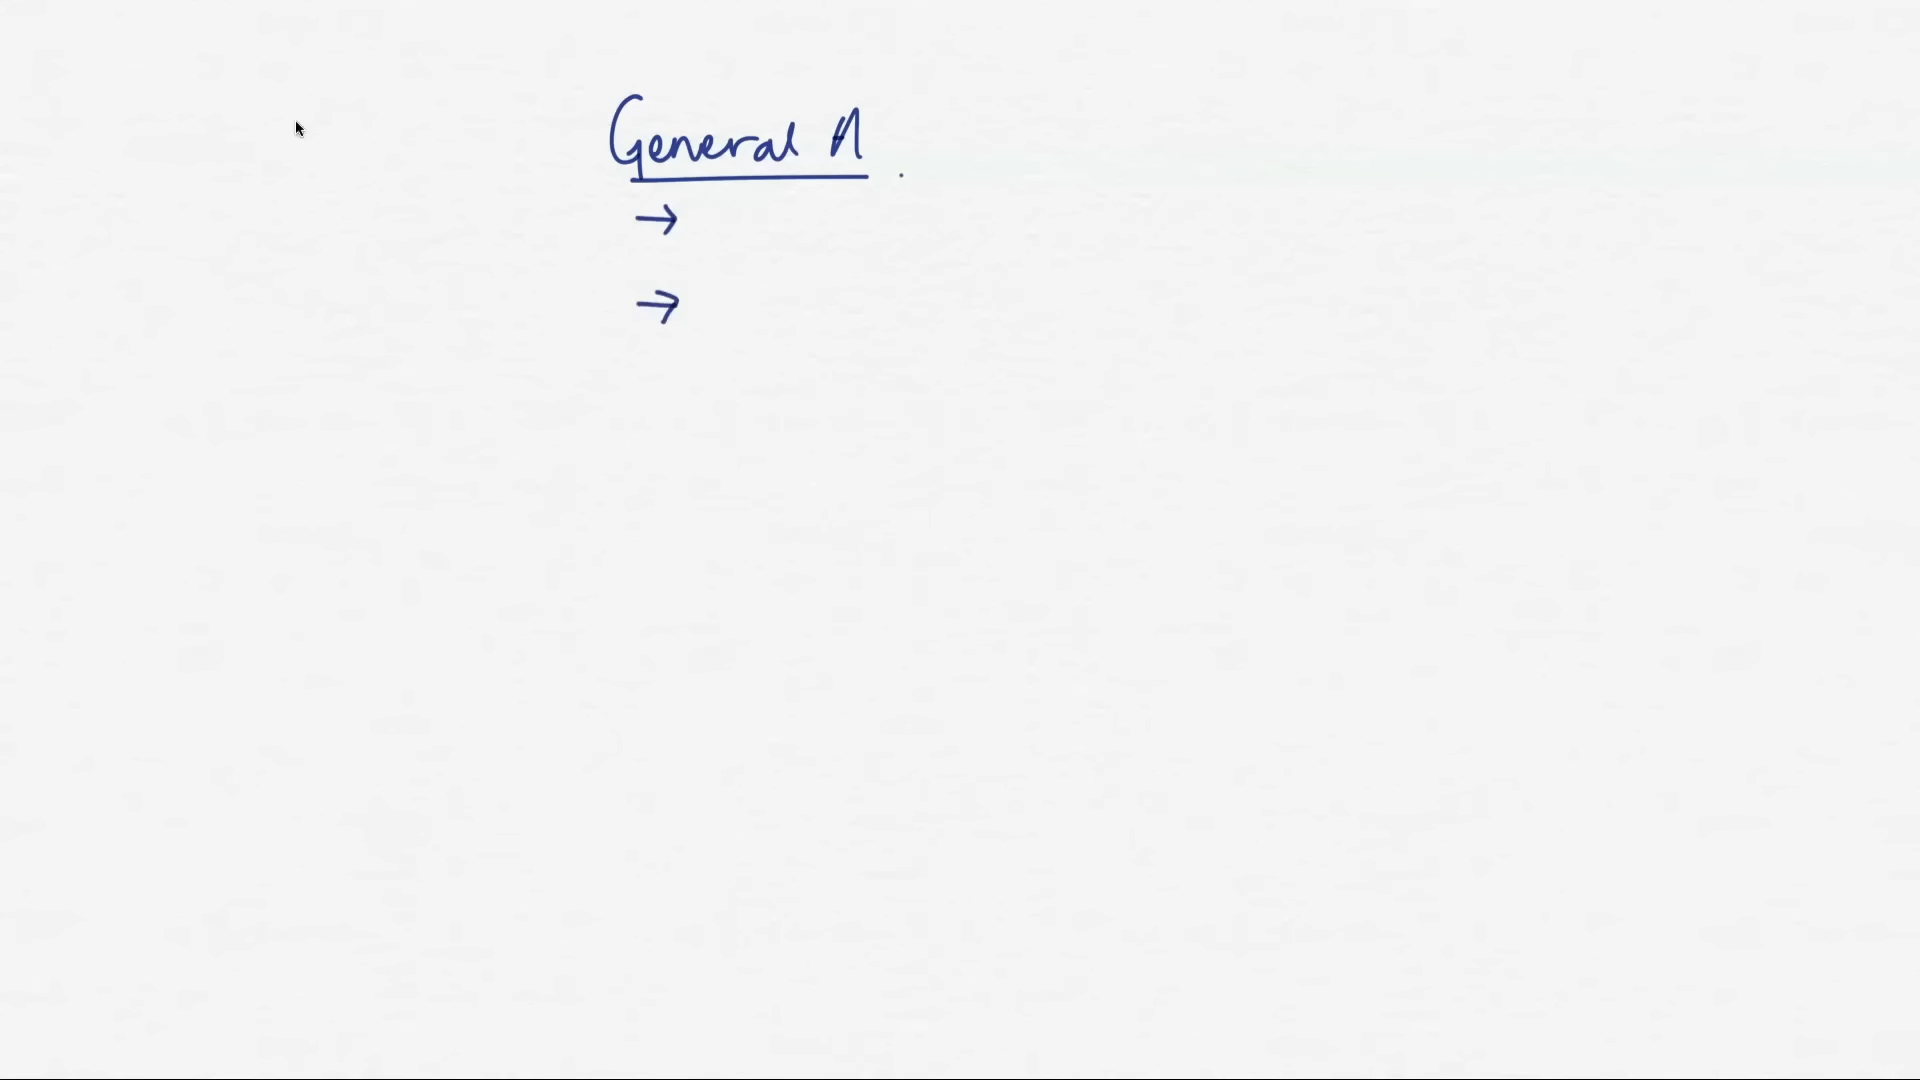 General A
→
→